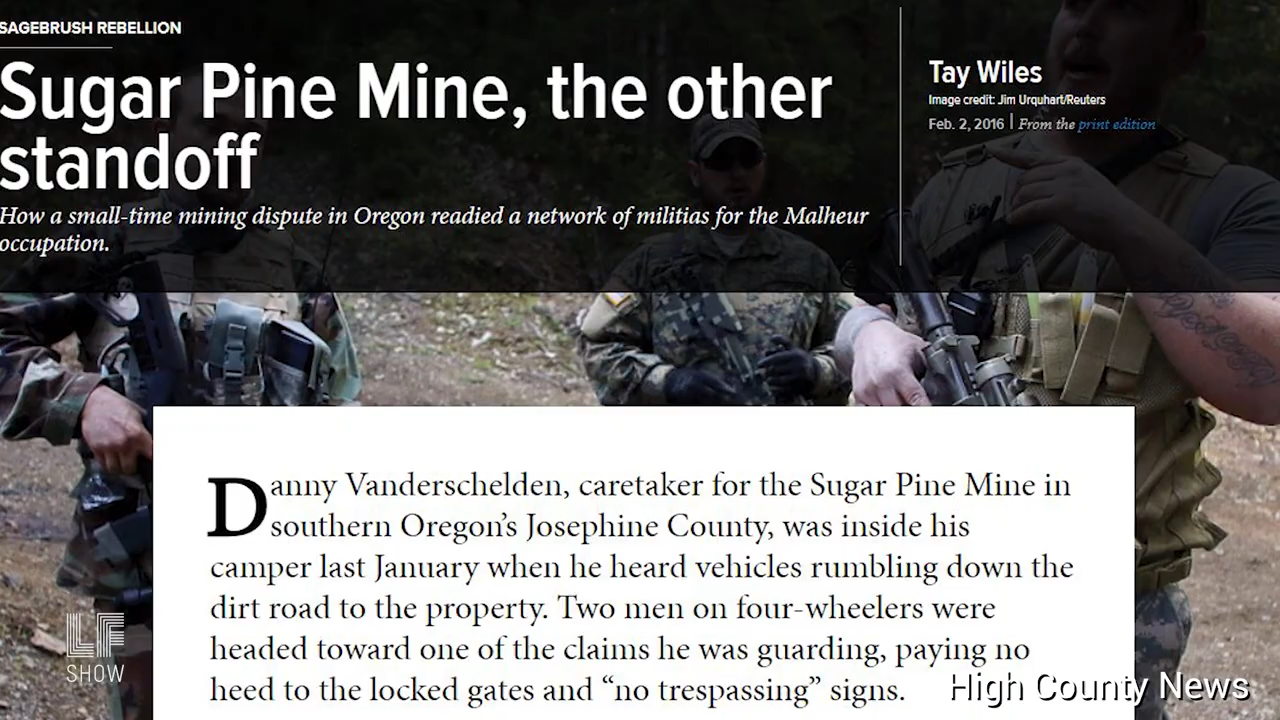 SAGEBRUSH REBELLION
Sugar Pine Mine, the other
standoff
How a small-time mining dispute in Oregon readied a network of militias for the Malheur
occupation.
Tay Wiles
Image credit: Jim Urquhart/Reuters
Feb. 2, 2016 | From the print edition
Danny Vanderschelden, caretaker for the Sugar Pine Mine in
southern Oregon’s Josephine County, was inside his
camper last January when he heard vehicles rumbling down the
dirt road to the property. Two men on four-wheelers were
headed toward one of the claims he was guarding, paying no
heed to the locked gates and “no trespassing” signs.
LF
SHOW
High County News